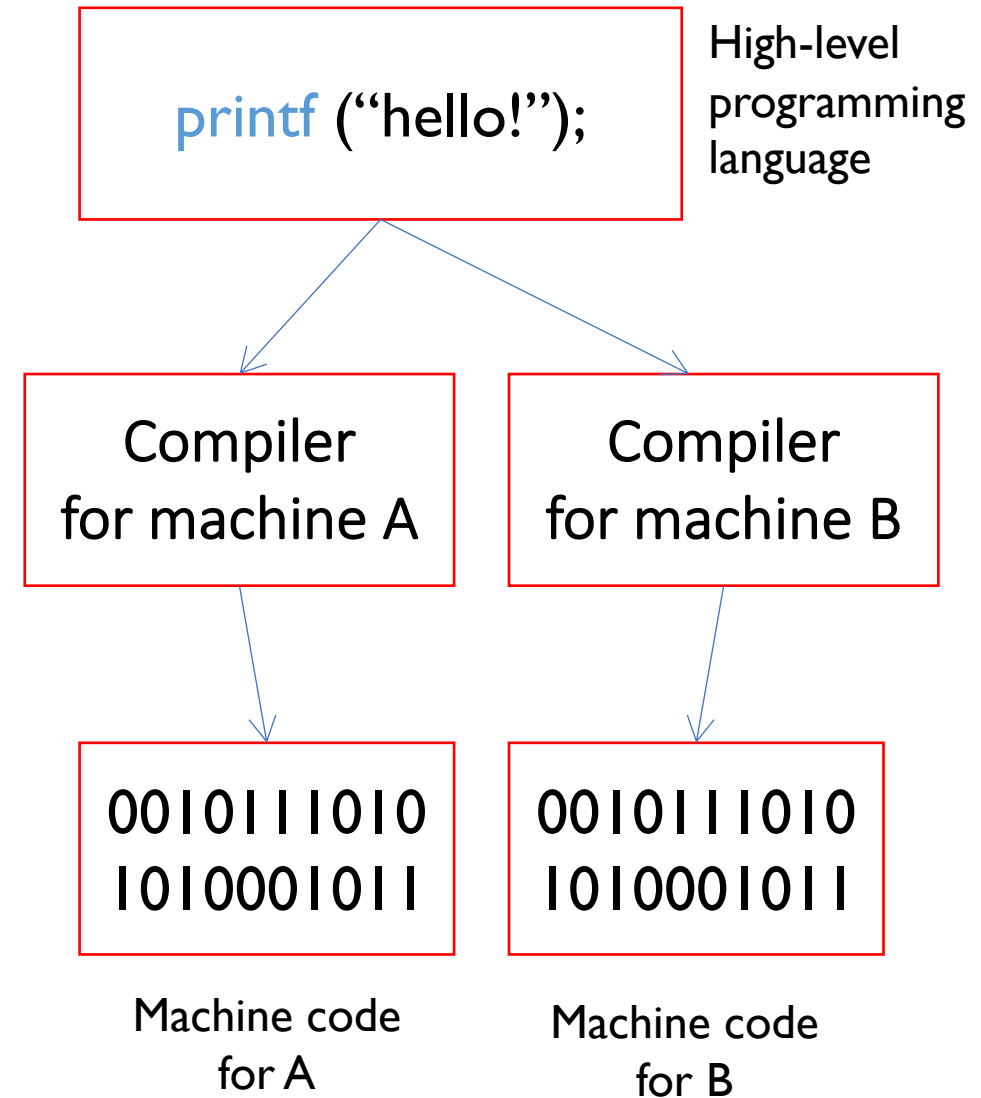 printf (“hello!”);
High-level
programming
language
Compiler
for machine A
Compiler
for machine B
0010111010
1010001011
0010111010
1010001011
Machine code
for A
Machine code
for B